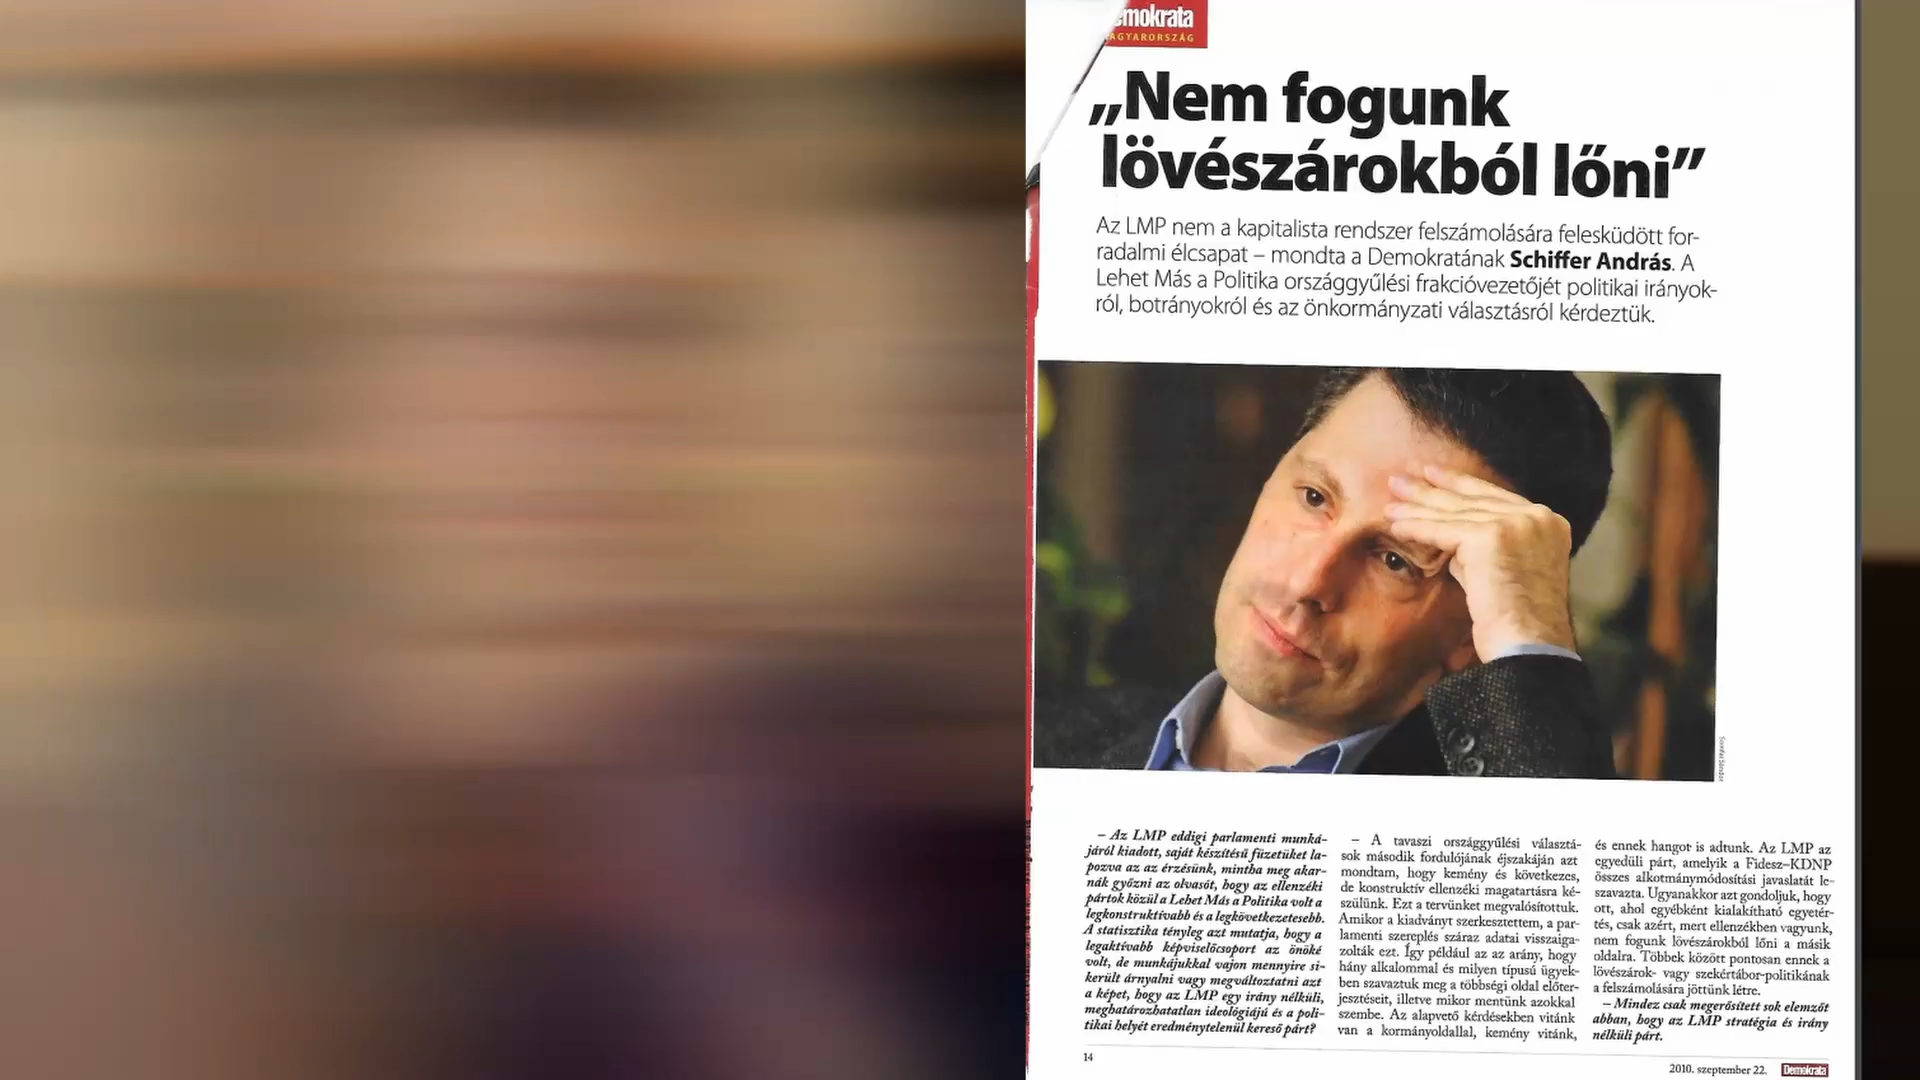 emokrata
AGYARORSZÁG
„Nem fogunk
lövészárokból lőni”
Az LMP nem a kapitalista rendszer felszámolására felesküdött for-
radalmi élcsapat – mondta a Demokratának Schiffer András. A
Lehet Más a Politika országgyűlési frakcióvezetőjét politikai irányok-
ról, botrányokról és az önkormányzati választásról kérdeztük.
– Az LMP eddigi parlamenti munká-
járól kiadott, saját készítésű füzetüket la-
pozva az az érzésünk, mintha meg akar-
nák győzni az olvasót, hogy az ellenzéki
pártok közül a Lehet Más a Politika volt a
legkonstruktívabb és a legkövetkezetesebb.
A statisztika tényleg azt mutatja, hogy a
legaktívabb képviselőcsoport az önöké
volt, de munkájukkal vajon mennyire si-
került árnyalni vagy megváltoztatni azt
a képet, hogy az LMP egy irány nélküli,
meghatározhatatlan ideológiájú és a poli-
tikai helyét eredménytelenül kereső párt?
– A tavaszi országgyűlési választá-
sok második fordulójának éjszakáján azt
mondtam, hogy kemény és következes,
de konstruktív ellenzéki magatartásra ké-
szülünk. Ezt a tervünket megvalósítottuk.
Amikor a kiadványt szerkesztettem, a par-
lamenti szereplés száraz adatai visszaiga-
zolták ezt. Így például az az arány, hogy
hány alkalommal és milyen típusú ügyek-
ben szavaztuk meg a többségi oldal előter-
jesztéseit, illetve mikor mentünk azokkal
szembe. Az alapvető kérdésekben vitánk
van a kormányoldallal, kemény vitánk,
és ennek hangot is adtunk. Az LMP az
egyedüli párt, amelyik a Fidesz–KDNP
összes alkotmánymódosítási javaslatát le-
szavazta. Ugyanakkor azt gondoljuk, hogy
ott, ahol egyébként kialakítható egyetér-
tés, csak azért, mert ellenzékben vagyunk,
nem fogunk lövészárokból lőni a másik
oldalra. Többek között pontosan ennek a
lövészárok- vagy szekértábor-politikának
a felszámolására jöttünk létre.
– Mindez csak megerősített sok elemzőt
abban, hogy az LMP stratégia és irány
nélküli párt.
14
2010. szeptember 22.
Demokrata